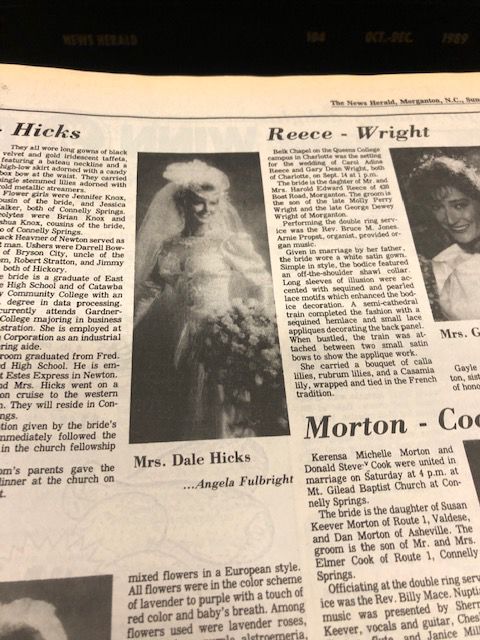 NEWS HERALD 104 OCT.-DEC. 1989
The News Herald, Morganton, N.C., Sun
- Hicks
They all wore long gowns of black
velvet and gold iridescent taffeta,
featuring a bateau neckline and a
high-low skirt adorned with a candy
box bow at the waist. They carried
single stemmed lilies adorned with
gold metallic streamers.
Flower girls were Jennifer Knox,
cousin of the bride, and Jessica
alker, both of Connelly Springs.
colytes were Brian Knox and
shua Knox, cousins of the bride,
of Connelly Springs.
ack Heavner of Newton served as
t man. Ushers were Darrell Bow-
of Bryson City, uncle of the
om, Robert Stratton, and Jimmy
both of Hickory.
e bride is a graduate of East
e High School and of Catawba
y Community College with an
degree in data processing.
currently attends Gardner-
College majoring in business
stration. She is employed at
Corporation as an industrial
ring aide.
room graduated from Fred.
d High School. He is em-
t Estes Express in Newton.
nd Mrs. Hicks went on a
on cruise to the western
n. They will reside in Con-
ngs.
ption given by the bride's
mmediately followed the
in the church fellowship
om's parents gave the
dinner at the church on
t.
Mrs. Dale Hicks
...Angela Fulbright
mixed flowers in a European style.
All flowers were in the color scheme
of lavender to purple with a touch of
red color and baby's breath. Among
flowers used were lavender roses,
alstroemeria,
Reece - Wright
Belk Chapel on the Queens College
campus in Charlotte was the setting
for the wedding of Carol Adine
Reece and Gary Dean Wright, both
of Charlotte, on Sept. 14 at 1 p.m.
The bride is the daughter of Mr. and
Mrs. Harold Edward Reece of 428
Bost Road, Morganton. The groom is
the son of the late Molly Perry
Wright and the late George Dewey
Wright of Morganton.
Performing the double ring serv-
ice was the Rev. Bruce M. Jones.
Arnie Propst, organist, provided or-
gan music.
Given in marriage by her father,
the bride wore a white satin gown.
Simple in style, the bodice featured
an off-the-shoulder shawl collar.
Long sleeves of illusion were ac-
cented with sequined and pearled
lace motifs which enhanced the bod-
ice decoration. A semi-cathedral
train completed the fashion with a
sequined hemlace and small lace
appliques decorating the back panel.
When bustled, the train was at-
tached between two small satin
bows to show the applique work.
She carried a bouquet of calla
lilies, rubrum lilies, and a Casamia
lily, wrapped and tied in the French
tradition.
Mrs. G
Gayle
ton, sist
of hono
Morton - Coo
Kerensa Michelle Morton and
Donald Stevey Cook were united in
marriage on Saturday at 4 p.m. at
Mt. Gilead Baptist Church at Con-
nelly Springs.
The bride is the daughter of Susan
Keever Morton of Route 1, Valdese,
and Dan Morton of Asheville. The
groom is the son of Mr. and Mrs.
Elmer Cook of Route 1, Connelly
Springs.
Officiating at the double ring serv
ice was the Rev. Billy Mace. Nuptia
music was presented by Sherr
Keever, vocals and guitar, Ches
and Janice Mil